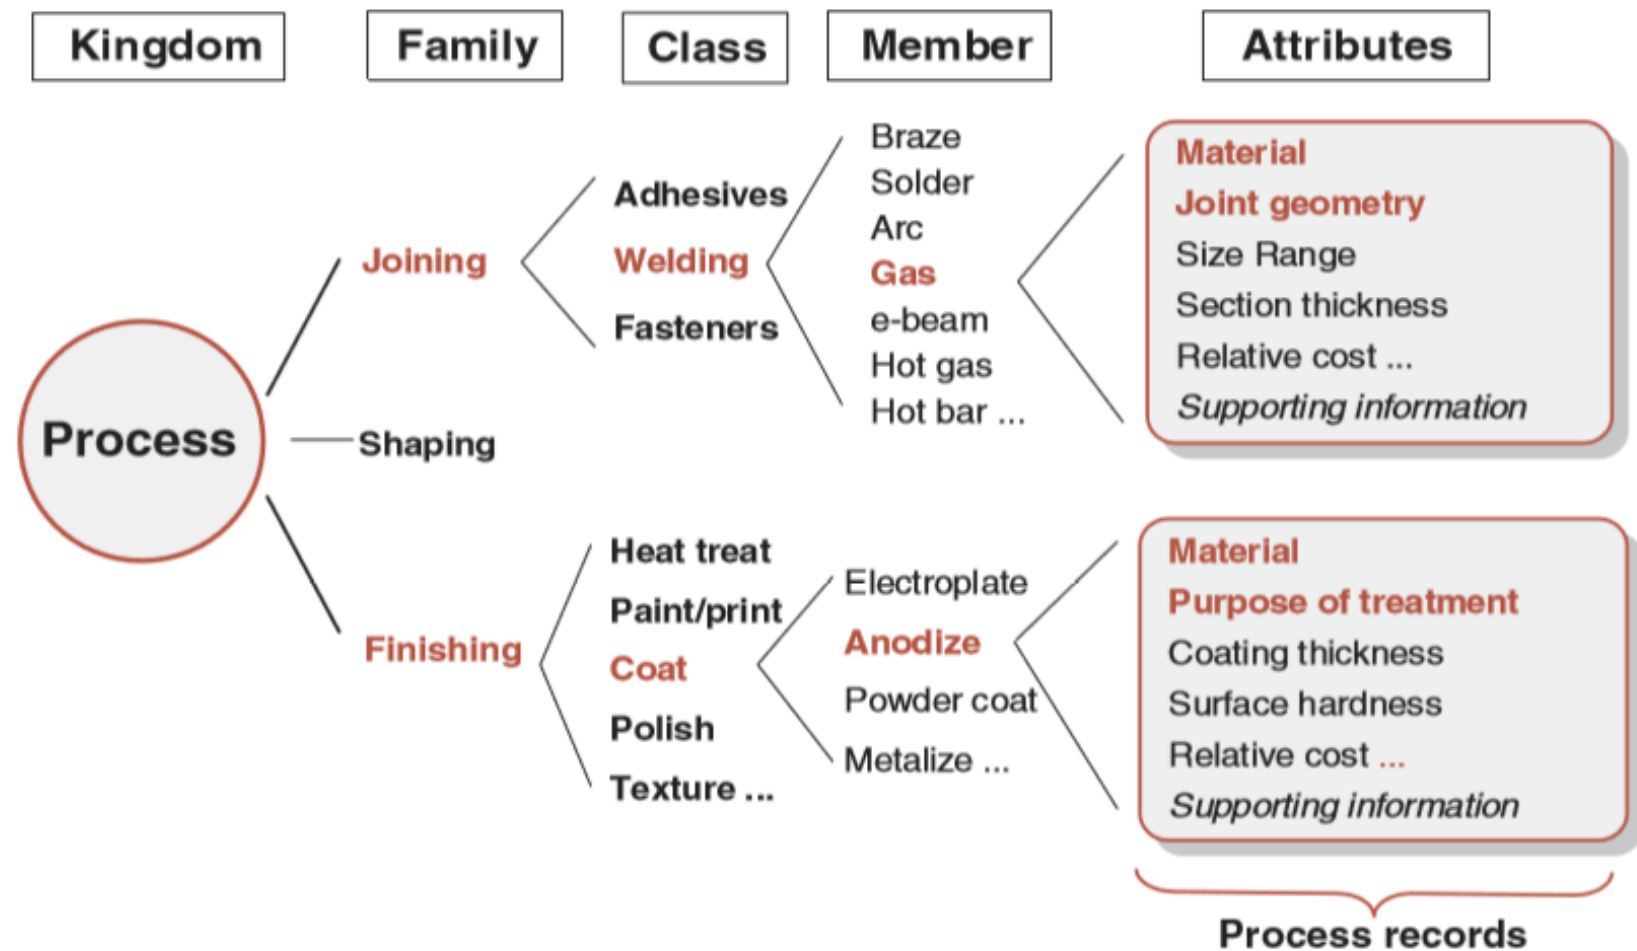 Kingdom
Family
Class
Member
Attributes
Process
Joining
Shaping
Finishing
Adhesives
Welding
Fasteners
Braze
Solder
Arc
Gas
e-beam
Hot gas
Hot bar ...
Material
Joint geometry
Size Range
Section thickness
Relative cost ...
Supporting information
Heat treat
Paint/print
Coat
Polish
Texture ...
Electroplate
Anodize
Powder coat
Metalize ...
Material
Purpose of treatment
Coating thickness
Surface hardness
Relative cost ...
Supporting information
Process records